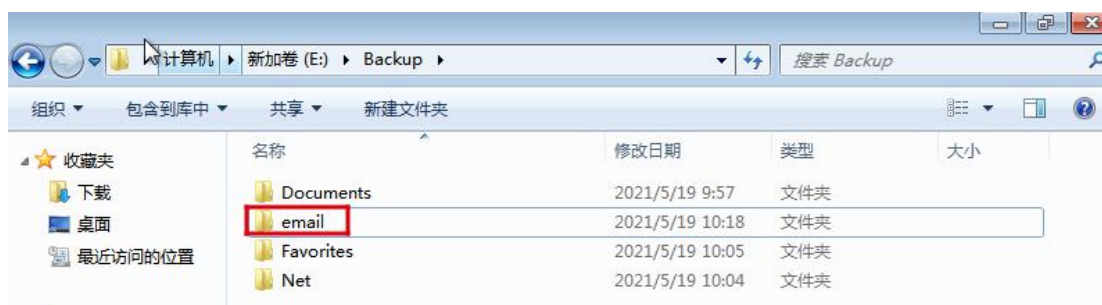 计算机 ▸ 新加卷 (E:) ▸ Backup ▸
搜索 Backup
组织 包含到库中 共享 新建文件夹
名称 修改日期 类型 大小
收藏夹
下载
桌面
最近访问的位置
Documents 2021/5/19 9:57 文件夹
email 2021/5/19 10:18 文件夹
Favorites 2021/5/19 10:05 文件夹
Net 2021/5/19 10:04 文件夹